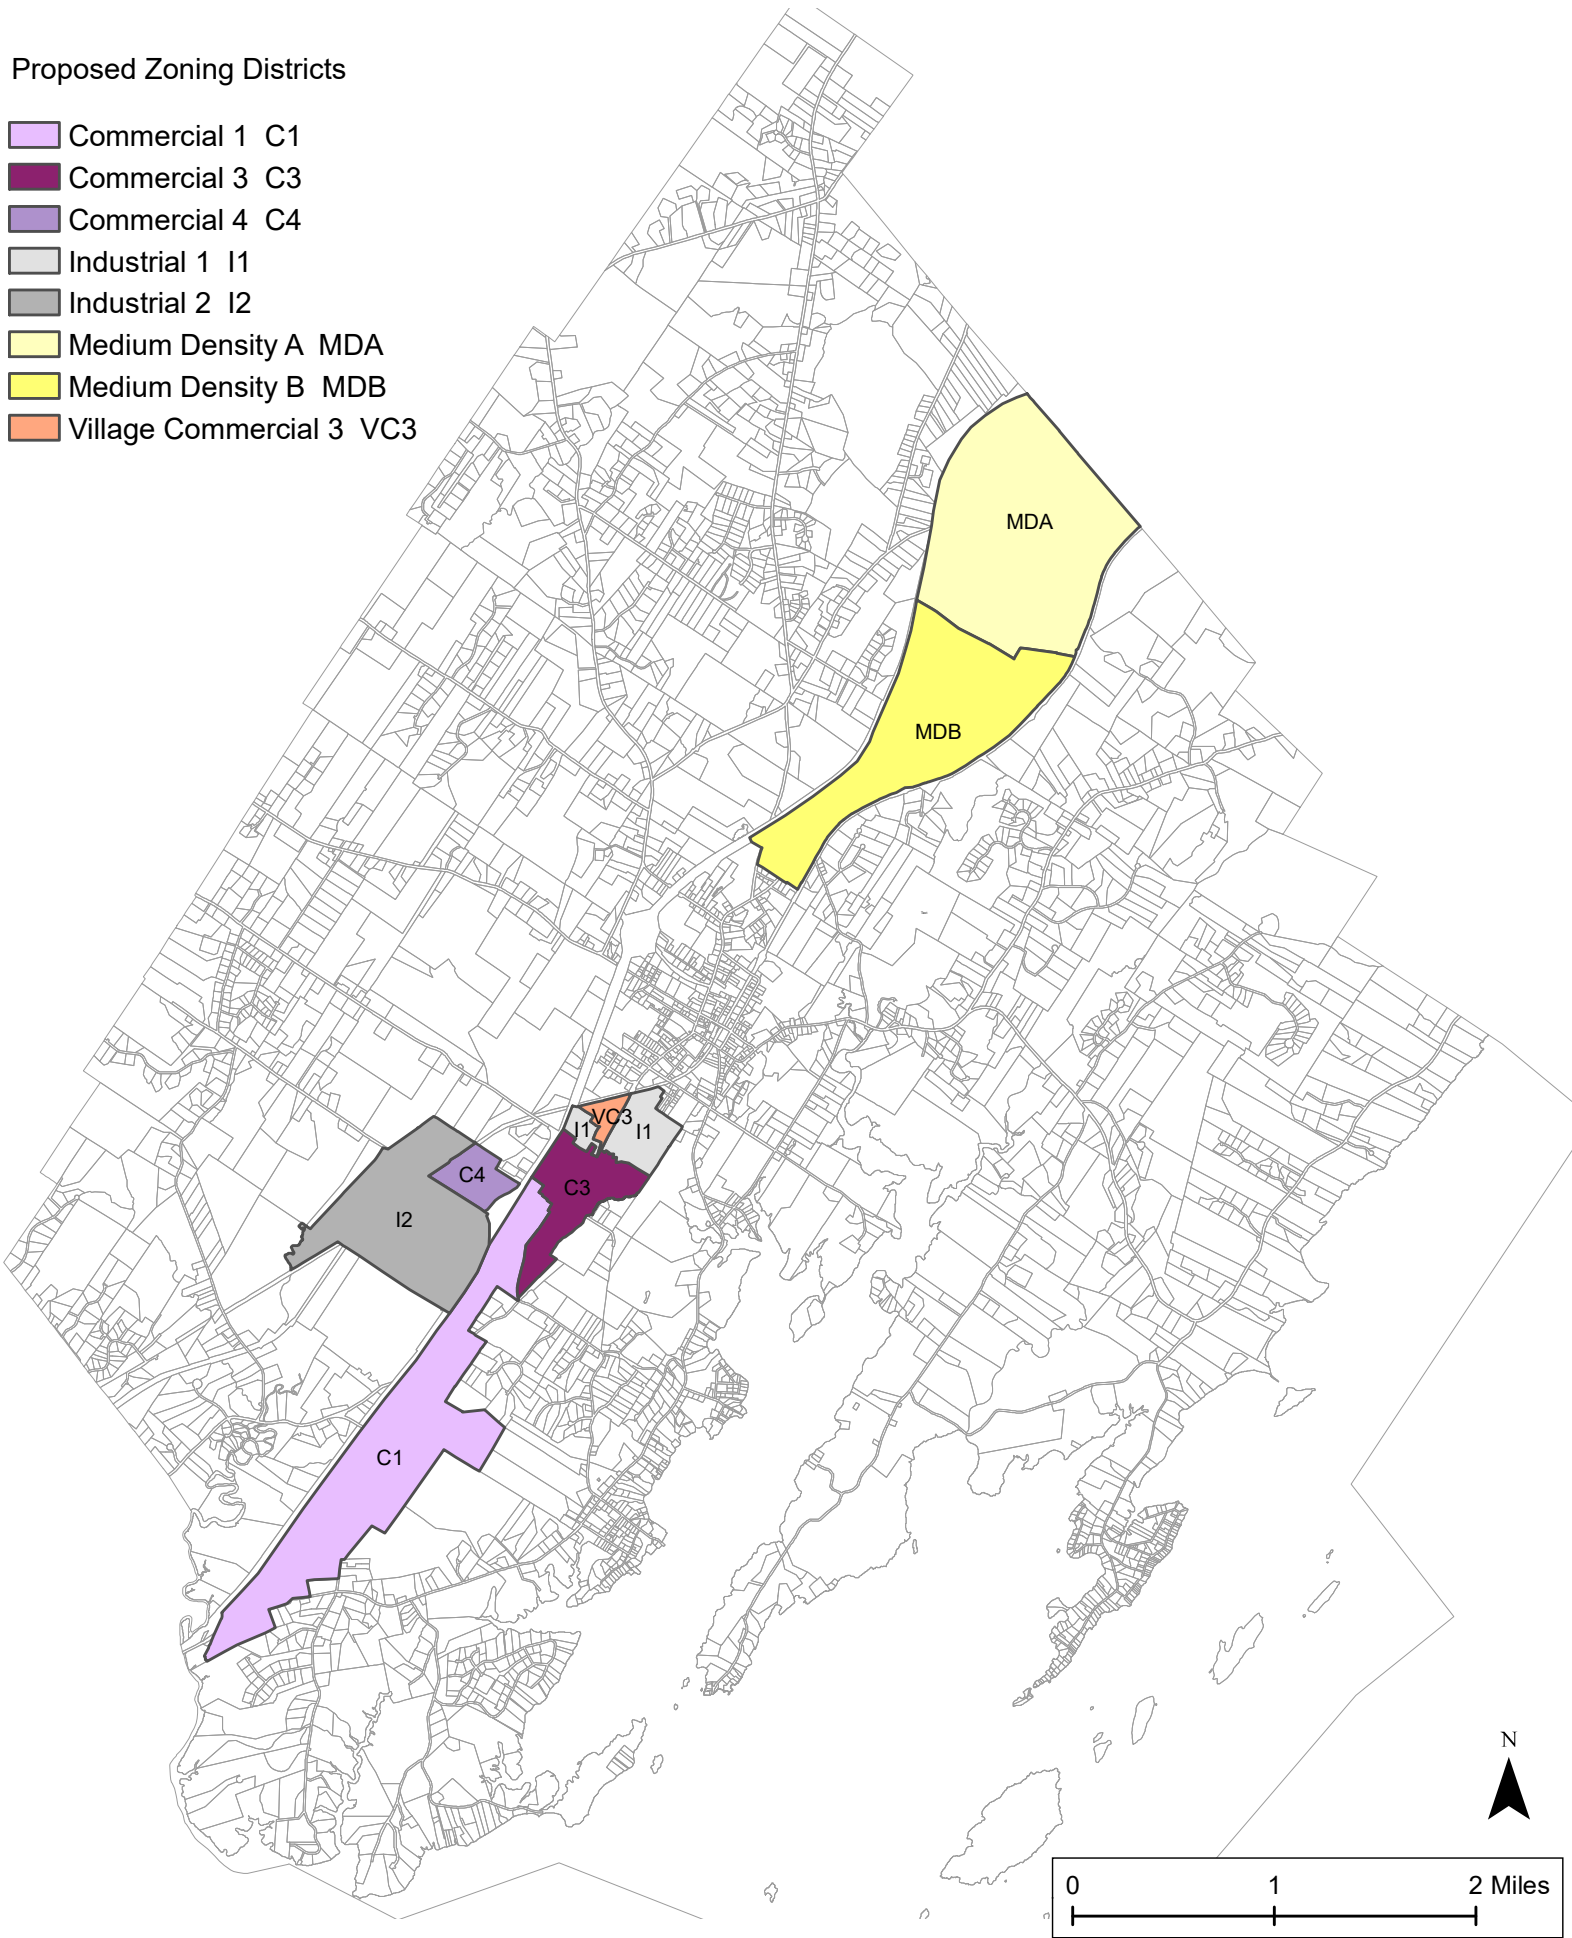 Proposed Zoning Districts
Commercial 1 C1
Commercial 3 C3
Commercial 4 C4
Industrial 1 I1
Industrial 2 I2
Medium Density A MDA
Medium Density B MDB
Village Commercial 3 VC3
MDA
MDB
VC3
I1
I1
C4
C3
I2
C1
N
0 1 2 Miles